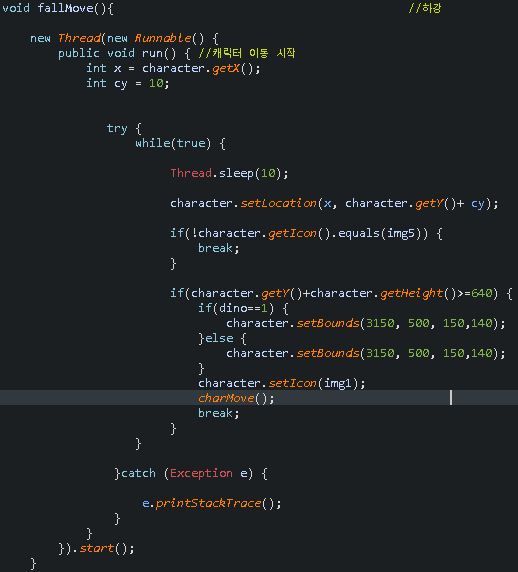 void fallMove(){ //하강
new Thread(new Runnable() {
public void run() { //캐릭터 이동 시작
int x = character.getX();
int cy = 10;
try {
while(true) {
Thread.sleep(10);
character.setLocation(x, character.getY()+ cy);
if(!character.getIcon().equals(img5)) {
break;
}
if(character.getY()+character.getHeight()>=640) {
if(dino==1) {
character.setBounds(3150, 500, 150,140);
}else {
character.setBounds(3150, 500, 150,140);
}
character.setIcon(img1);
charMove();
break;
}
}
}catch (Exception e) {
e.printStackTrace();
}
}
}).start();
}